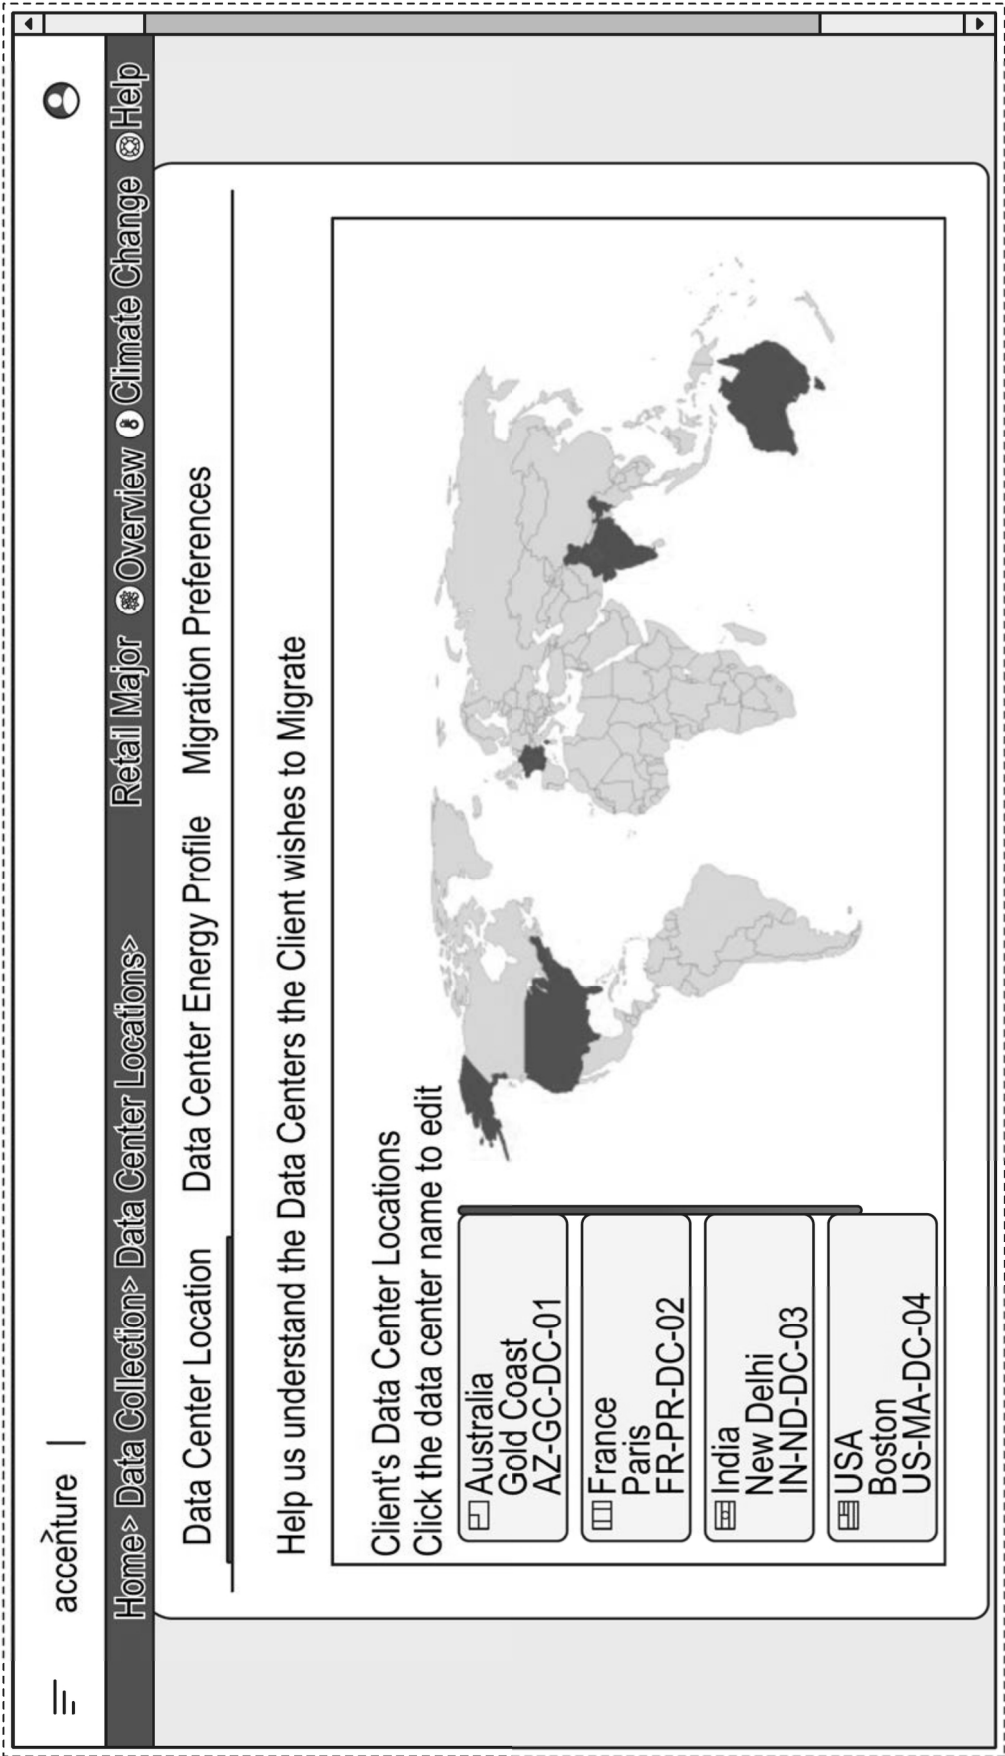 accenture
Home> Data Collection> Data Center Locations> Retail Major Overview Climate Change Help
Data Center Location Data Center Energy Profile Migration Preferences
Help us understand the Data Centers the Client wishes to Migrate
Client's Data Center Locations
Click the data center name to edit
Australia
Gold Coast
AZ-GC-DC-01
France
Paris
FR-PR-DC-02
India
New Delhi
IN-ND-DC-03
USA
Boston
US-MA-DC-04